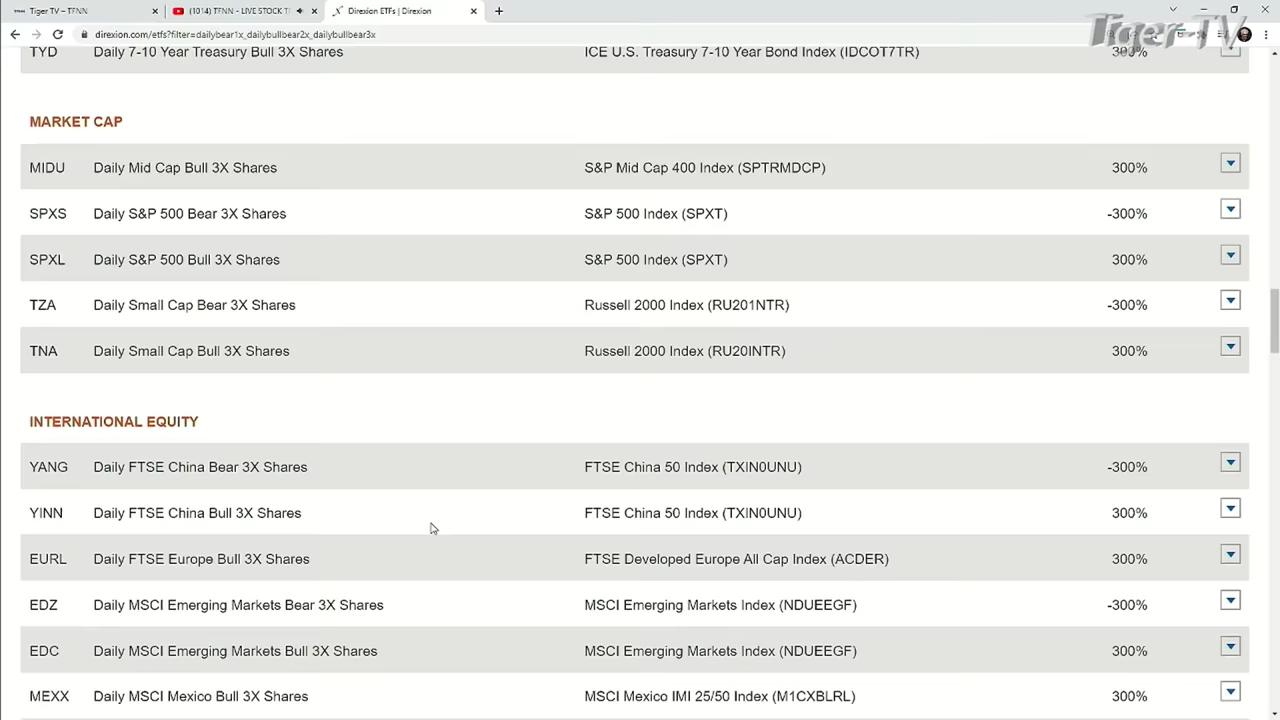 Tiger TV – TFNN
(1014) TFNN - LIVE STOCK T
Direxion ETFs | Direxion
direxion.com/etfs?filter=dailybear1x_dailybullbear2x_dailybullbear3x
Tiger-TV
TYD Daily 7-10 Year Treasury Bull 3X Shares ICE U.S. Treasury 7-10 Year Bond Index (IDCOT7TR) 300%
MARKET CAP
MIDU Daily Mid Cap Bull 3X Shares S&P Mid Cap 400 Index (SPTRMDCP) 300%
SPXS Daily S&P 500 Bear 3X Shares S&P 500 Index (SPXT) -300%
SPXL Daily S&P 500 Bull 3X Shares S&P 500 Index (SPXT) 300%
TZA Daily Small Cap Bear 3X Shares Russell 2000 Index (RU201NTR) -300%
TNA Daily Small Cap Bull 3X Shares Russell 2000 Index (RU20INTR) 300%
INTERNATIONAL EQUITY
YANG Daily FTSE China Bear 3X Shares FTSE China 50 Index (TXIN0UNU) -300%
YINN Daily FTSE China Bull 3X Shares FTSE China 50 Index (TXIN0UNU) 300%
EURL Daily FTSE Europe Bull 3X Shares FTSE Developed Europe All Cap Index (ACDER) 300%
EDZ Daily MSCI Emerging Markets Bear 3X Shares MSCI Emerging Markets Index (NDUEEGF) -300%
EDC Daily MSCI Emerging Markets Bull 3X Shares MSCI Emerging Markets Index (NDUEEGF) 300%
MEXX Daily MSCI Mexico Bull 3X Shares MSCI Mexico IMI 25/50 Index (M1CXBLRL) 300%